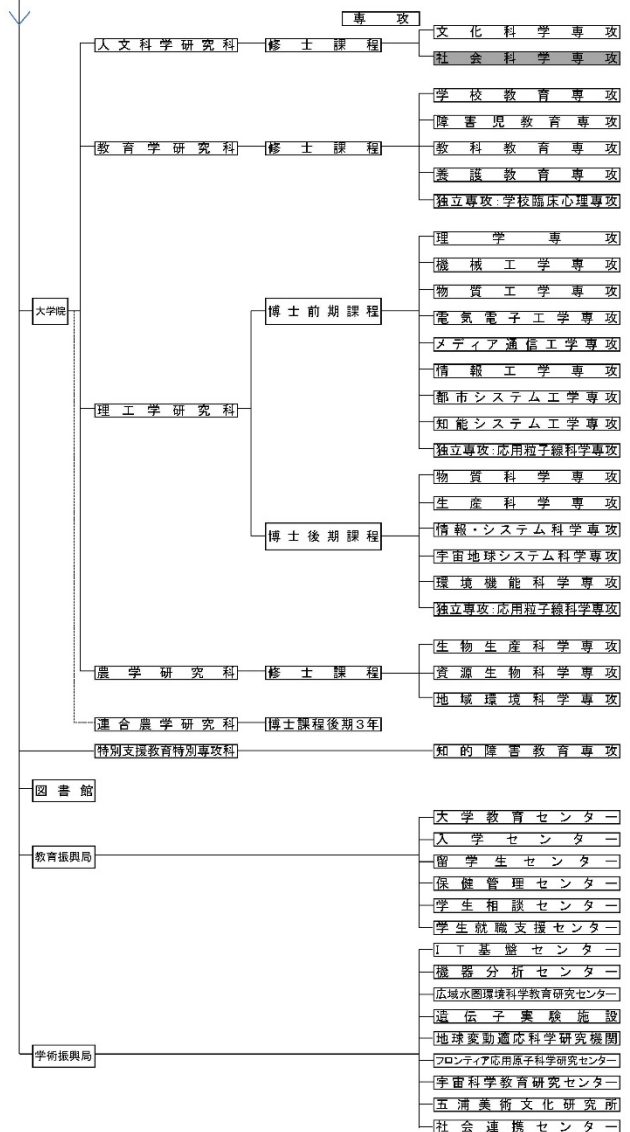 専攻
人文科学研究科
修士課程
文化科学専攻
社会科学専攻
教育学研究科
修士課程
学校教育専攻
障害児教育専攻
教科教育専攻
養護教育専攻
独立専攻:学校臨床心理専攻
大学院
理工学研究科
博士前期課程
理学専攻
機械工学専攻
物質工学専攻
電気電子工学専攻
メディア通信工学専攻
情報工学専攻
都市システム工学専攻
知能システム工学専攻
独立専攻:応用粒子線科学専攻
博士後期課程
物質科学専攻
生産科学専攻
情報・システム科学専攻
宇宙地球システム科学専攻
環境機能科学専攻
独立専攻:応用粒子線科学専攻
農学研究科
修士課程
生物生産科学専攻
資源生物科学専攻
地域環境科学専攻
連合農学研究科
博士課程後期3年
特別支援教育特別専攻科
知的障害教育専攻
図書館
教育振興局
大学教育センター
入学センター
留学生センター
保健管理センター
学生相談センター
学生就職支援センター
学術振興局
IT基盤センター
機器分析センター
広域水圏環境科学教育研究センター
遺伝子実験施設
地球変動適応科学研究機関
フロンティア応用原子科学研究センター
宇宙科学教育研究センター
五浦美術文化研究所
社会連携センター